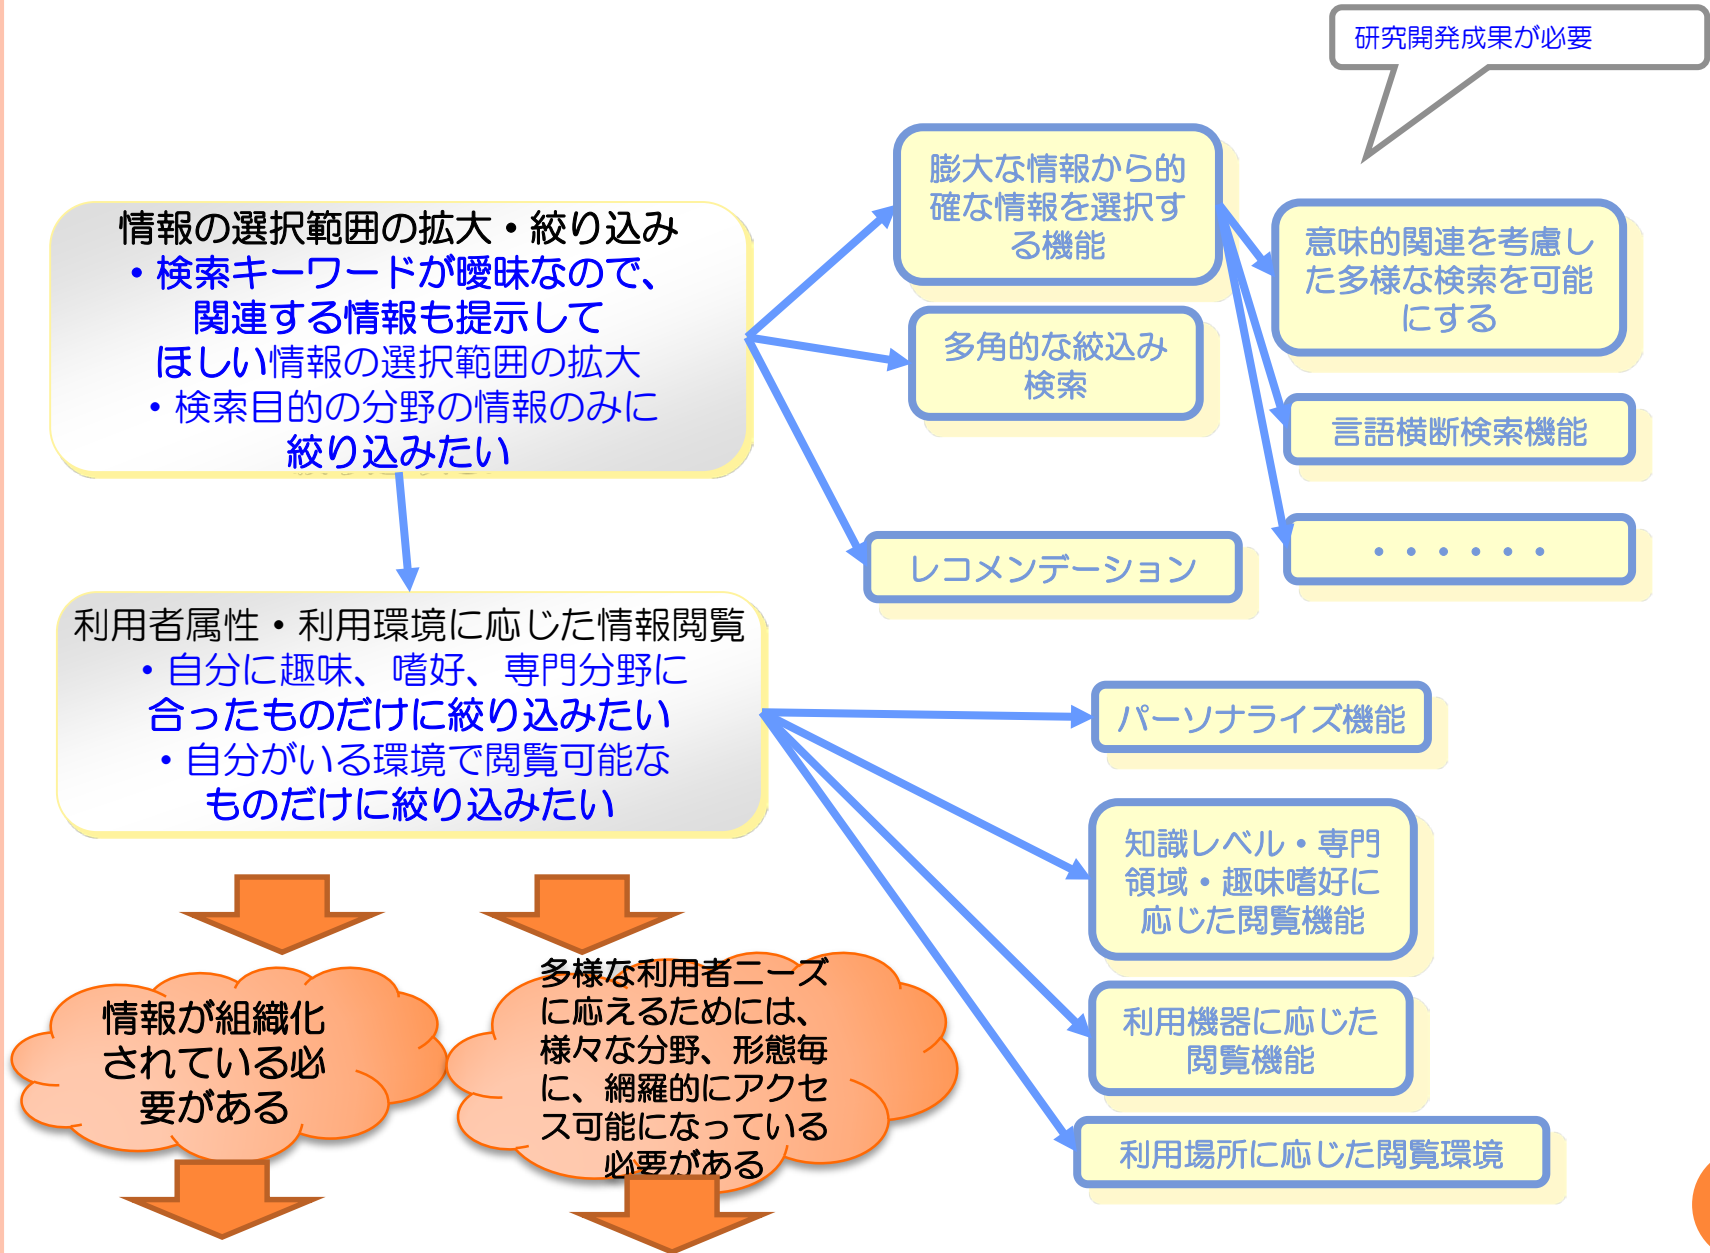 研究開発成果が必要
膨大な情報から的
確な情報を選択す
る機能
情報の選択範囲の拡大・絞り込み
・検索キーワードが曖昧なので、
関連する情報も提示して
ほしい情報の選択範囲の拡大
・検索目的の分野の情報のみに
絞り込みたい
意味的関連を考慮し
た多様な検索を可能
にする
多角的な絞込み
検索
言語横断検索機能
・・・・・・
レコメンデーション
利用者属性・利用環境に応じた情報閲覧
・自分に趣味、嗜好、専門分野に
合ったものだけに絞り込みたい
・自分がいる環境で閲覧可能な
ものだけに絞り込みたい
パーソナライズ機能
知識レベル・専門
領域・趣味嗜好に
応じた閲覧機能
利用機器に応じた
閲覧機能
利用場所に応じた閲覧環境
情報が組織化
されている必
要がある
多様な利用者ニーズ
に応えるためには、
様々な分野、形態毎
に、網羅的にアクセ
ス可能になっている
必要がある